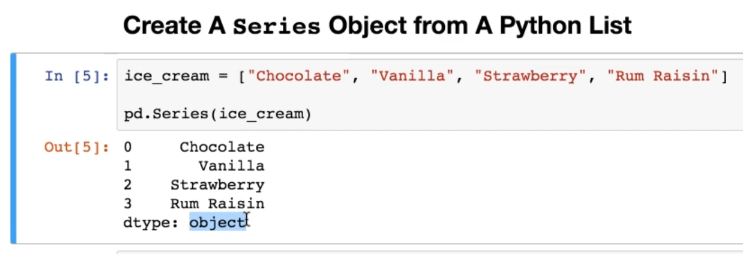 Create A Series Object from A Python List
In [5]: ice_cream = ["Chocolate", "Vanilla", "Strawberry", "Rum Raisin"]
pd.Series(ice_cream)
Out[5]: 0 Chocolate
1 Vanilla
2 Strawberry
3 Rum Raisin
dtype: object